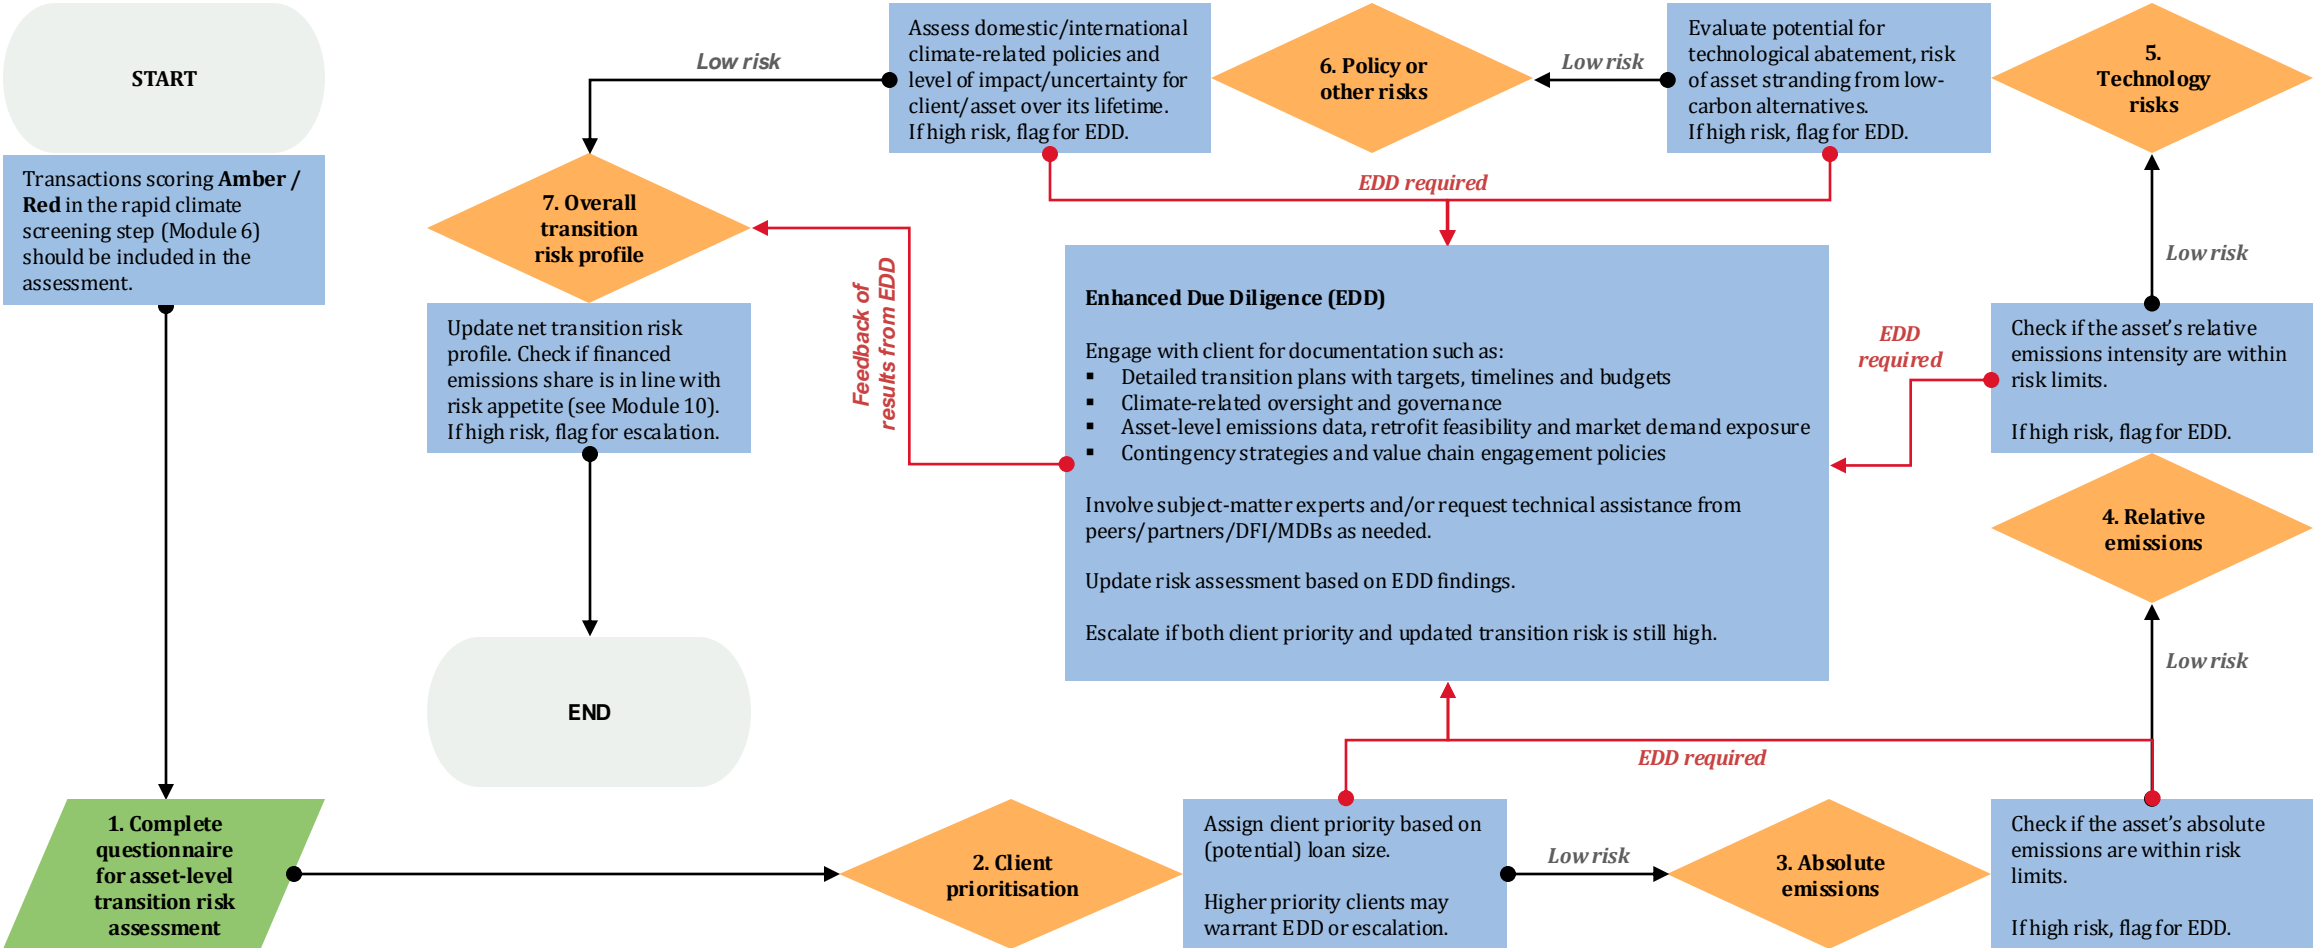 START
Transactions scoring Amber /
Red in the rapid climate
screening step (Module 6)
should be included in the
assessment.
1. Complete
questionnaire
for asset-level
transition risk
assessment
2. Client
prioritisation
Assign client priority based on
(potential) loan size.
Higher priority clients may
warrant EDD or escalation.
Low risk
3. Absolute
emissions
Check if the asset's absolute
emissions are within risk
limits.
If high risk, flag for EDD.
EDD required
Low risk
4. Relative
emissions
Check if the asset's relative
emissions intensity are within
risk limits.
If high risk, flag for EDD.
EDD
required
Low risk
5.
Technology
risks
Evaluate potential for
technological abatement, risk
of asset stranding from low-
carbon alternatives.
If high risk, flag for EDD.
Low risk
6. Policy or
other risks
Assess domestic/international
climate-related policies and
level of impact/uncertainty for
client/asset over its lifetime.
If high risk, flag for EDD.
EDD required
Low risk
Enhanced Due Diligence (EDD)
Engage with client for documentation such as:
▪ Detailed transition plans with targets, timelines and budgets
▪ Climate-related oversight and governance
▪ Asset-level emissions data, retrofit feasibility and market demand exposure
▪ Contingency strategies and value chain engagement policies
Involve subject-matter experts and/or request technical assistance from
peers/partners/DFI/MDBs as needed.
Update risk assessment based on EDD findings.
Escalate if both client priority and updated transition risk is still high.
Feedback of
results from EDD
7. Overall
transition
risk profile
Update net transition risk
profile. Check if financed
emissions share is in line with
risk appetite (see Module 10).
If high risk, flag for escalation.
END